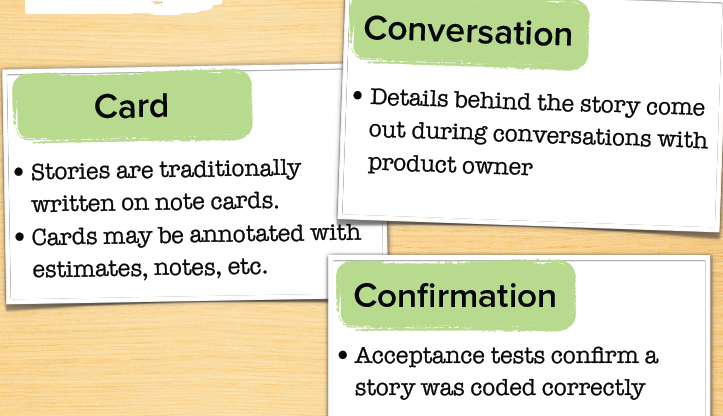 Card
• Stories are traditionally
written on note cards.
• Cards may be annotated with
estimates, notes, etc.
Conversation
• Details behind the story come
out during conversations with
product owner
Confirmation
• Acceptance tests confirm a
story was coded correctly